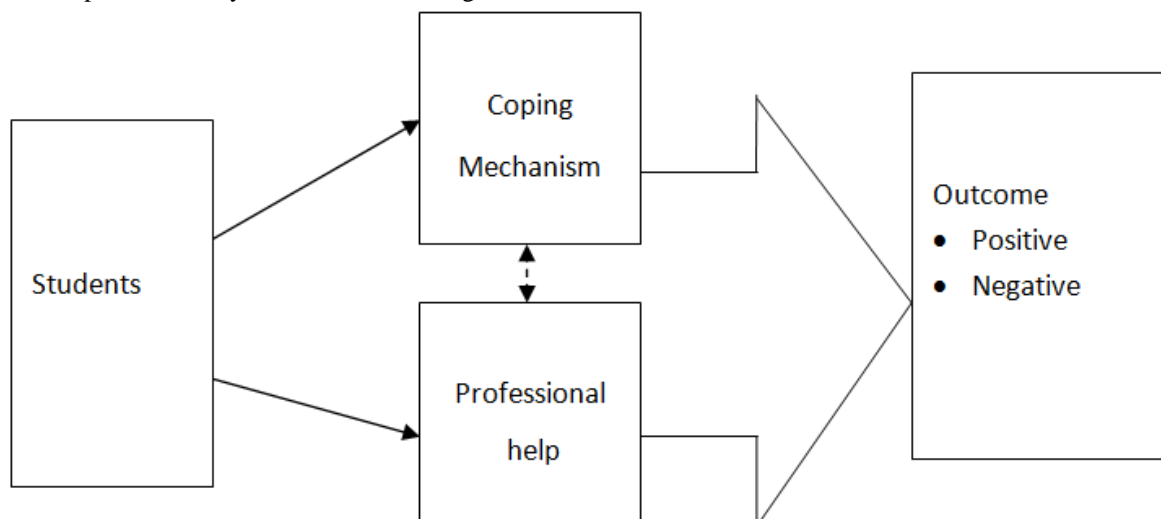 Students
Coping
Mechanism
Professional
help
Outcome
● Positive
● Negative